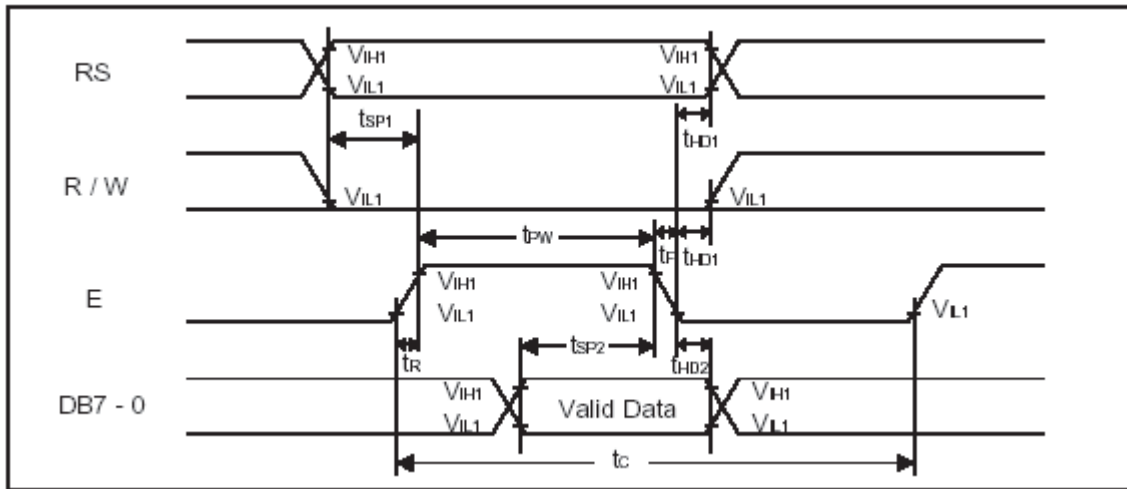 RS
VIH1
VIH1
VIL1
VIL1
tSP1
tHD1
R / W
VIL1
VIL1
tPW
tF
tHD1
E
VIH1
VIH1
VIL1
VIL1
VIL1
tR
tSP2
tHD2
DB7 - 0
VIH1
Valid Data
VIH1
VIL1
VIL1
tC